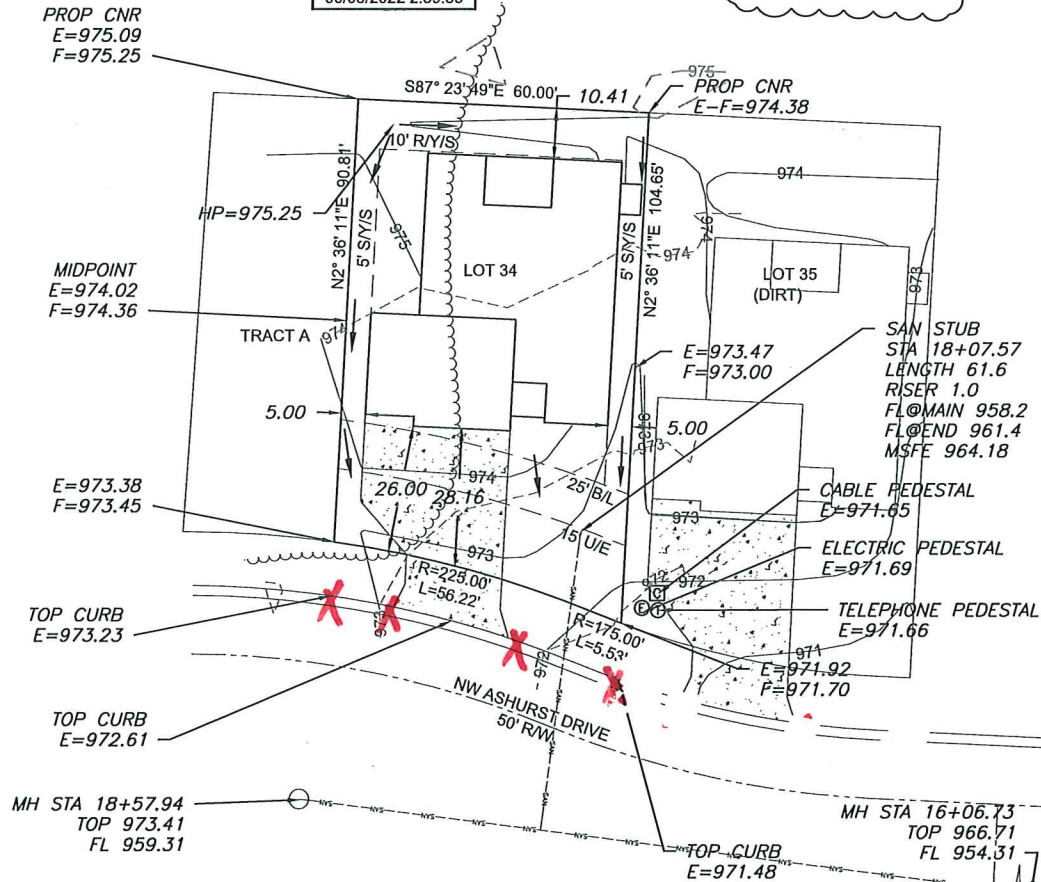 PROP CNR
E=975.09
F=975.25
S87° 23'49"E 60.00'
10.41
975
PROP CNR
E-F=974.38
10' R/Y/S
HP=975.25
N2° 36' 11"E 90.81'
5' S/Y/S
975
LOT 34
5' S/Y/S
N2° 36' 11"E 104.65'
974
974
974
LOT 35
(DIRT)
973
MIDPOINT
E=974.02
F=974.36
TRACT A
974
E=973.47
F=973.00
SAN STUB
STA 18+07.57
LENGTH 61.6
RISER 1.0
FL@MAIN 958.2
FL@END 961.4
MSFE 964.18
5.00
5.00
973
973
974
25' B/L
26.00
28.16
E=973.38
F=973.45
973
15' U/E
973
CABLE PEDESTAL
E=971.65
ELECTRIC PEDESTAL
E=971.69
TELEPHONE PEDESTAL
E=971.66
972
972
C
E
T
R=225.00'
L=56.22'
R=175.00'
L=5.53'
TOP CURB
E=973.23
973
972
971
E=971.92
F=971.70
NW ASHURST DRIVE
50' R/W
TOP CURB
E=972.61
MH STA 18+57.94
TOP 973.41
FL 959.31
SAN
SAN
SAN
TOP CURB
E=971.48
MH STA 16+06.73
TOP 966.71
FL 954.31